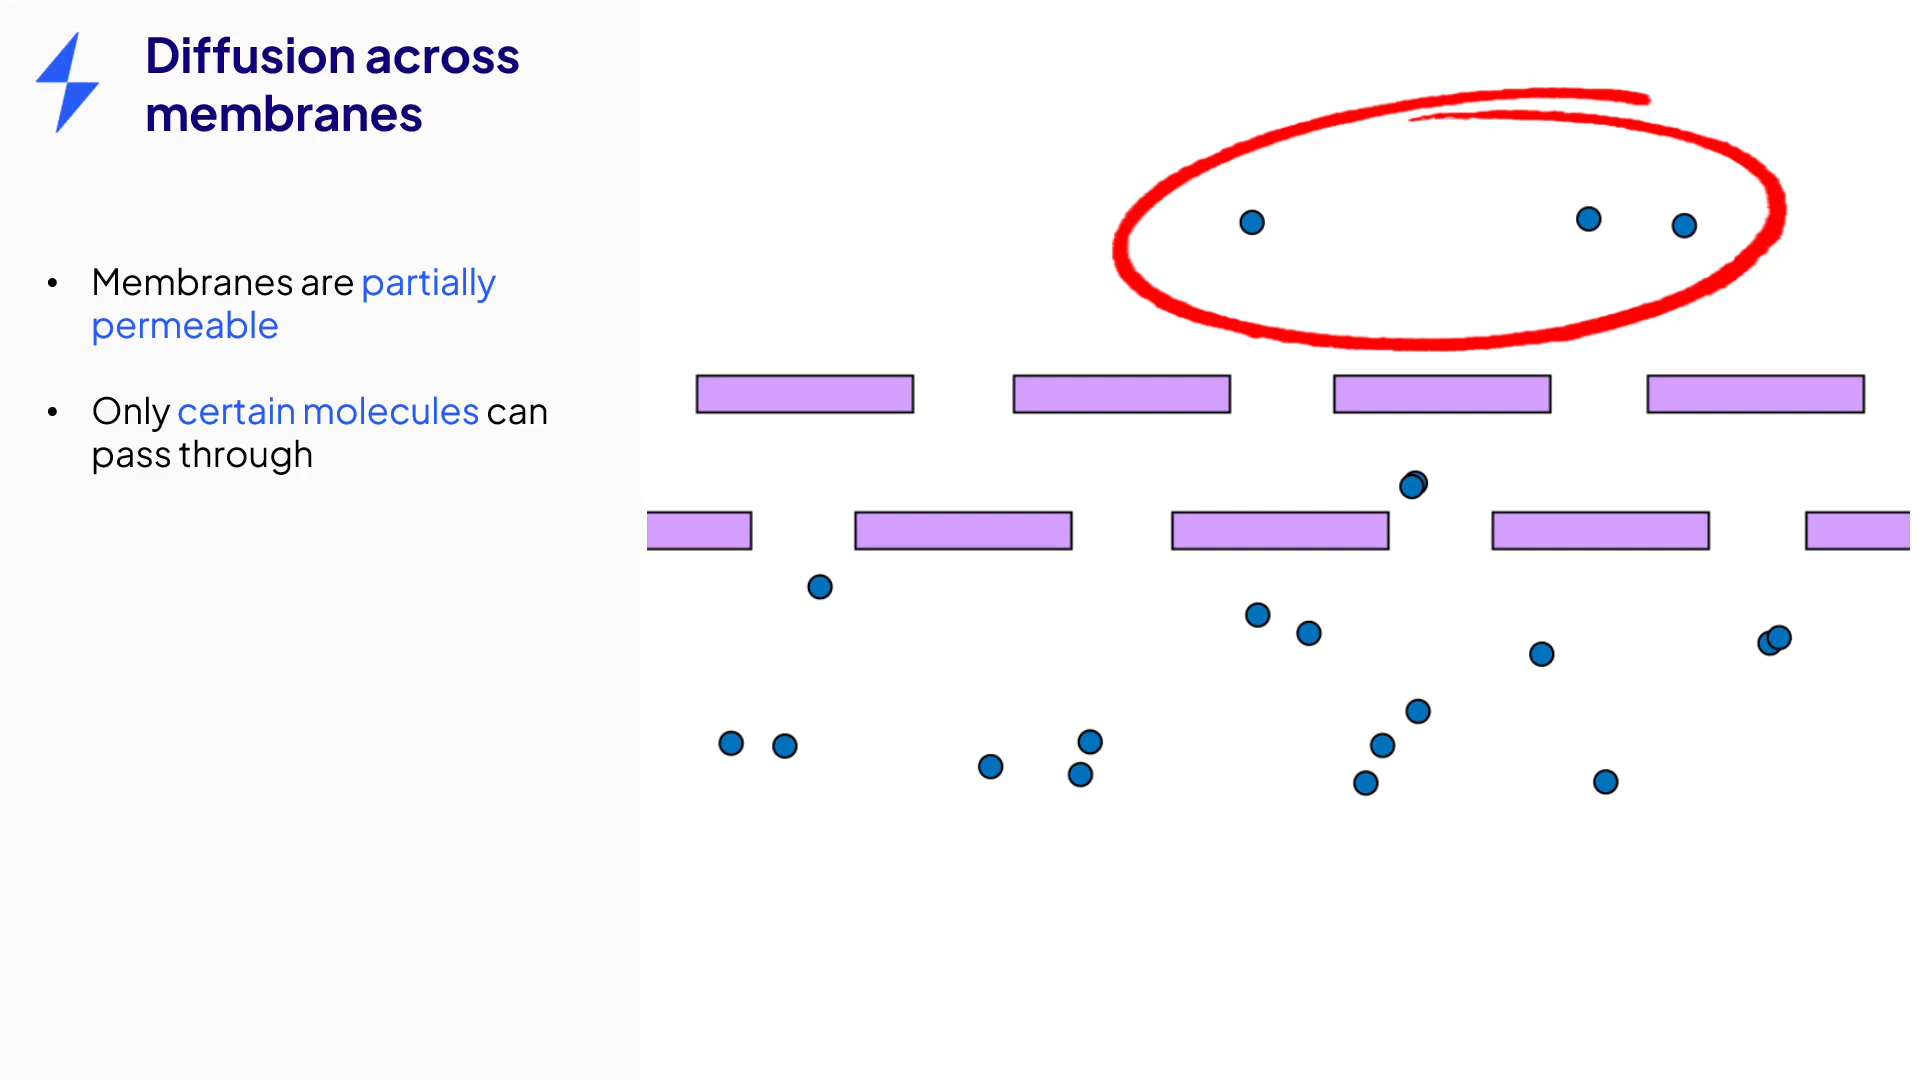 Diffusion across
membranes
• Membranes are partially
permeable
• Only certain molecules can
pass through